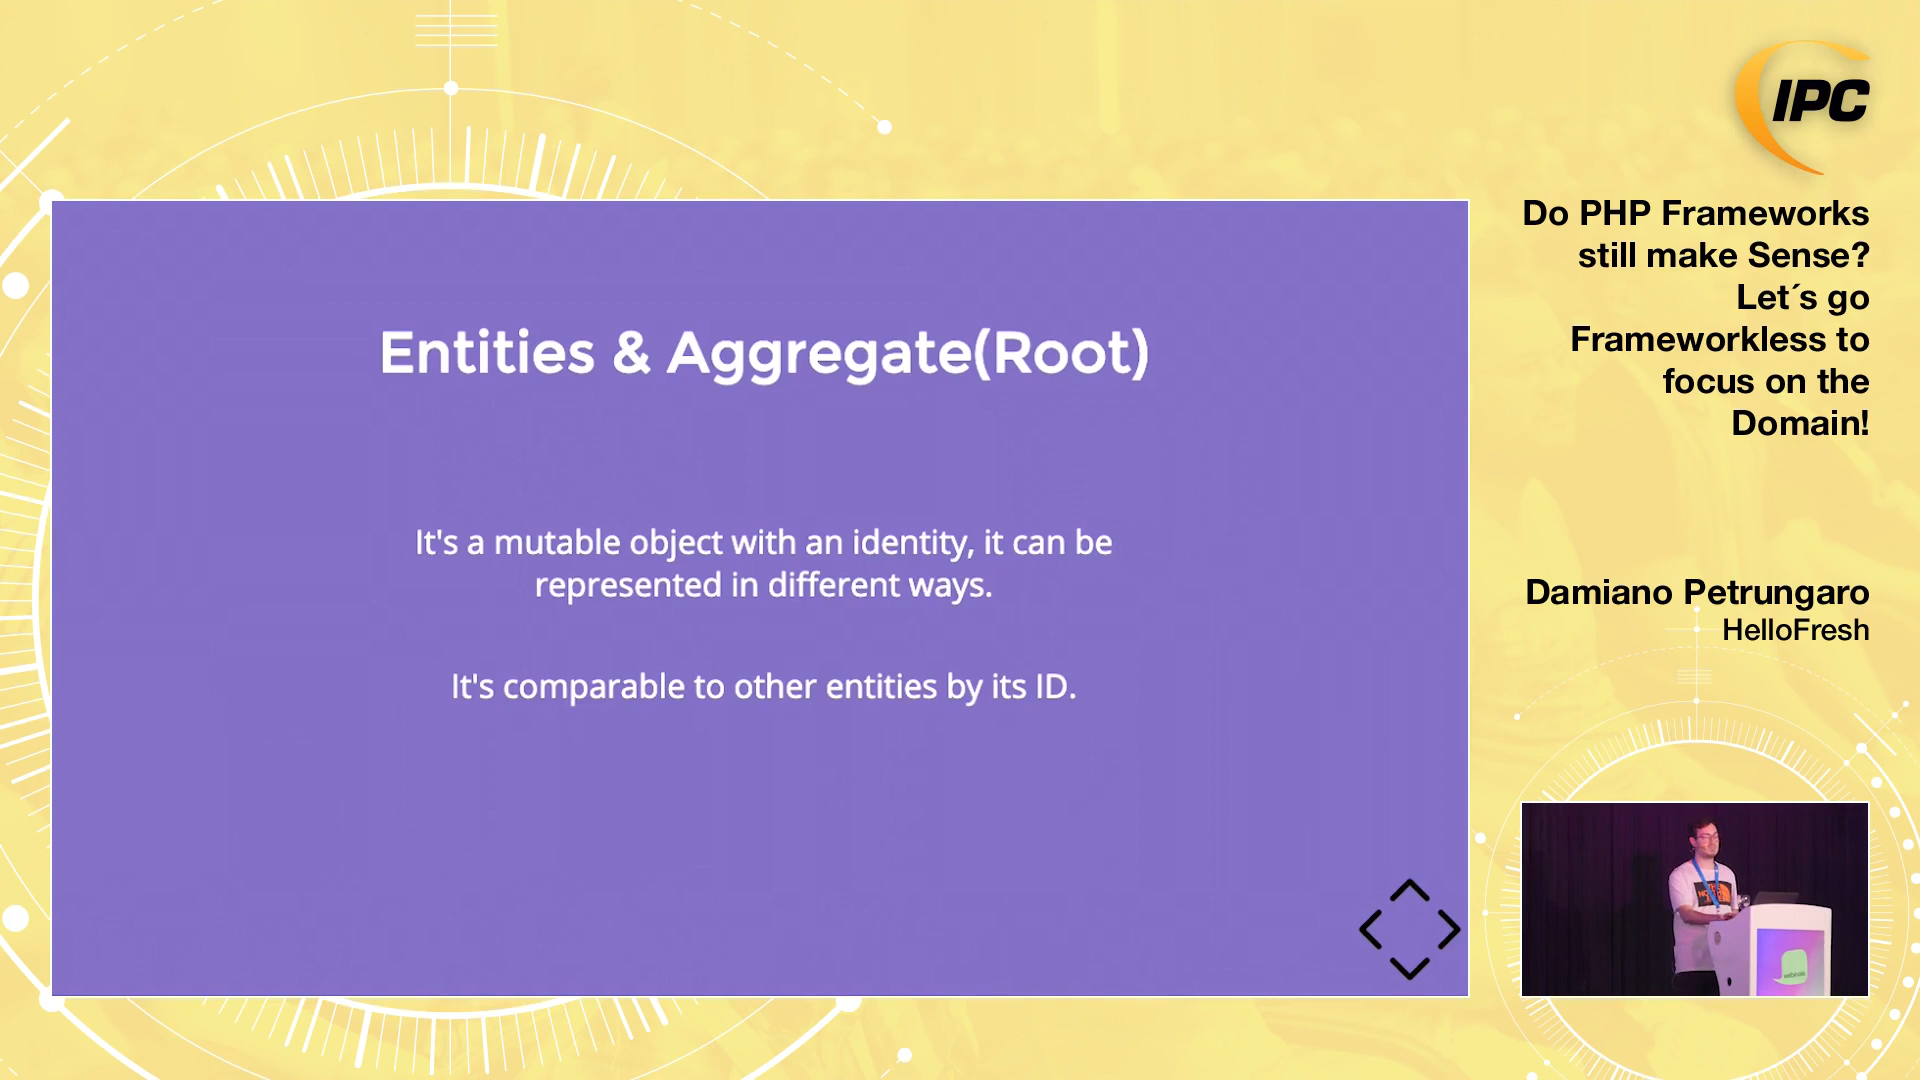 IPC
Do PHP Frameworks
still make Sense?
Let´s go
Frameworkless to
focus on the
Domain!
Entities & Aggregate(Root)
It's a mutable object with an identity, it can be
represented in different ways.
It's comparable to other entities by its ID.
Damiano Petrungaro
HelloFresh